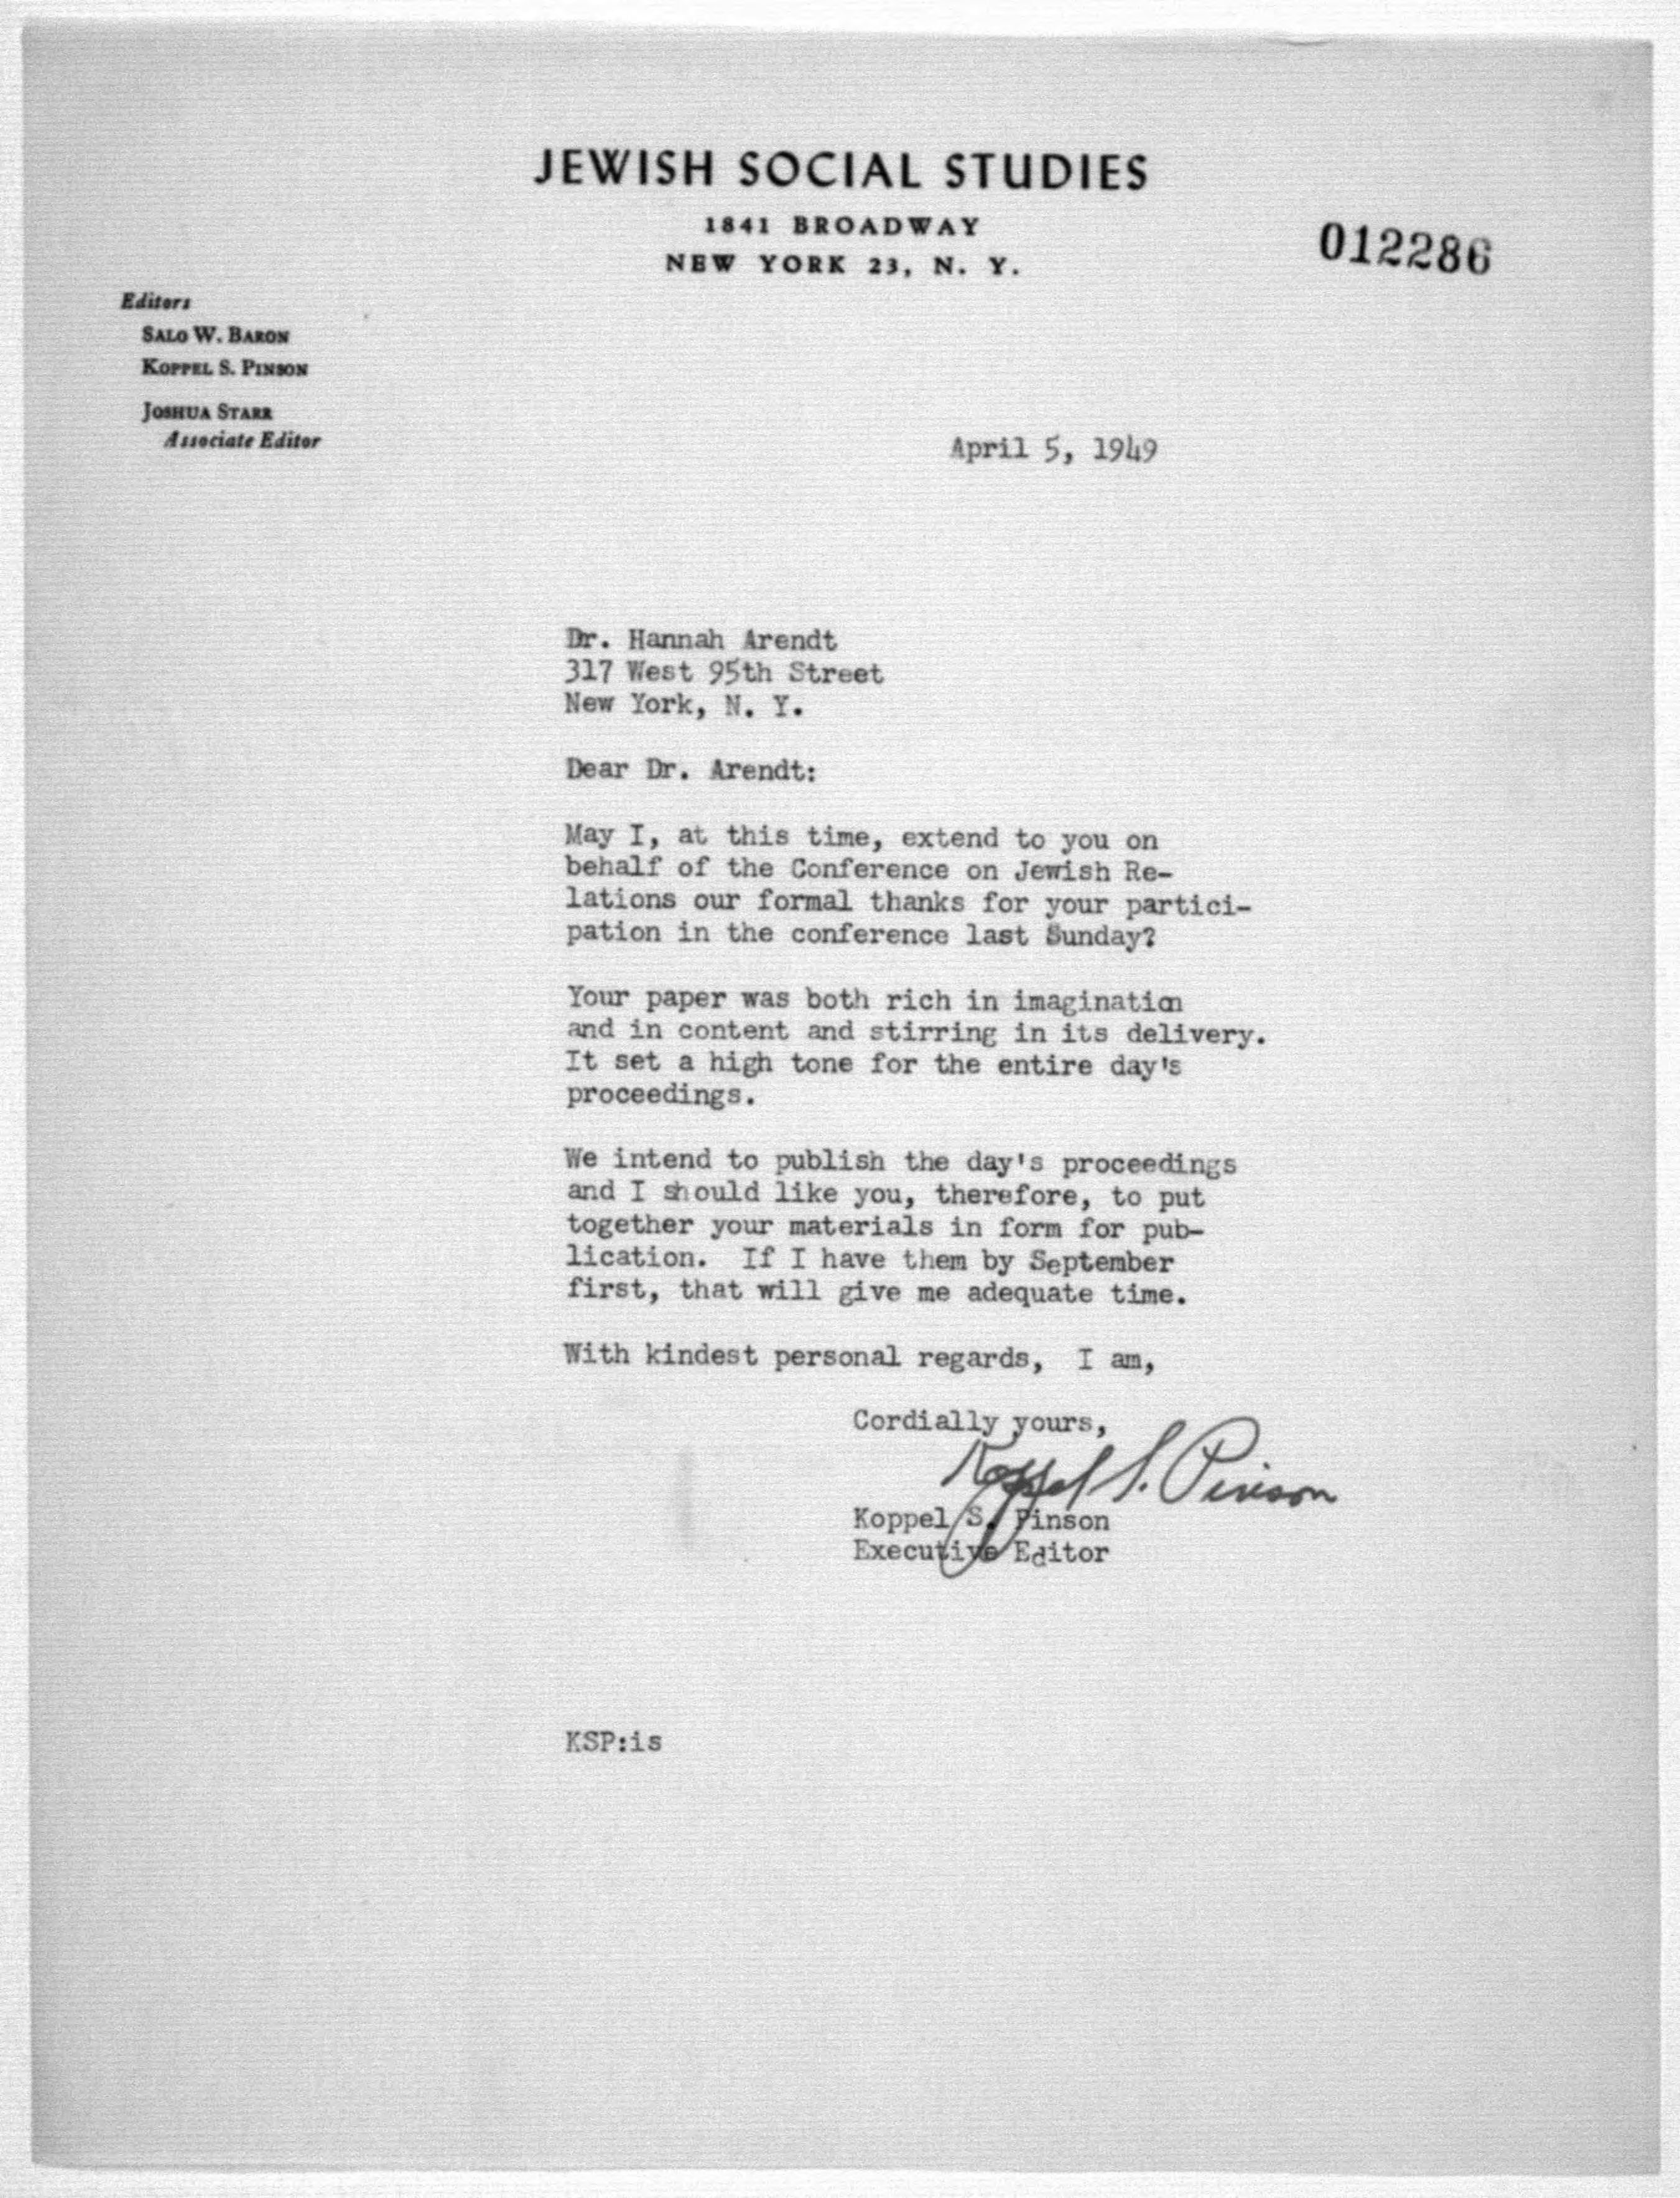 JEWISH SOCIAL STUDIES
1841 BROADWAY
NEW YORK 23, N. Y.
012286
Editors
SALO W. BARON
KOPPEL S. PINSON
JOSHUA STARR
Associate Editor
April 5, 1949
Dr. Hannah Arendt
317 West 95th Street
New York, N. Y.
Dear Dr. Arendt:
May I, at this time, extend to you on
behalf of the Conference on Jewish Re-
lations our formal thanks for your partici-
pation in the conference last Sunday?
Your paper was both rich in imagination
and in content and stirring in its delivery.
It set a high tone for the entire day's
proceedings.
We intend to publish the day's proceedings
and I should like you, therefore, to put
together your materials in form for pub-
lication. If I have them by September
first, that will give me adequate time.
With kindest personal regards, I am,
Cordially yours,
Koppel S. Pinson
Koppel S. Pinson
Executive Editor
KSP:is